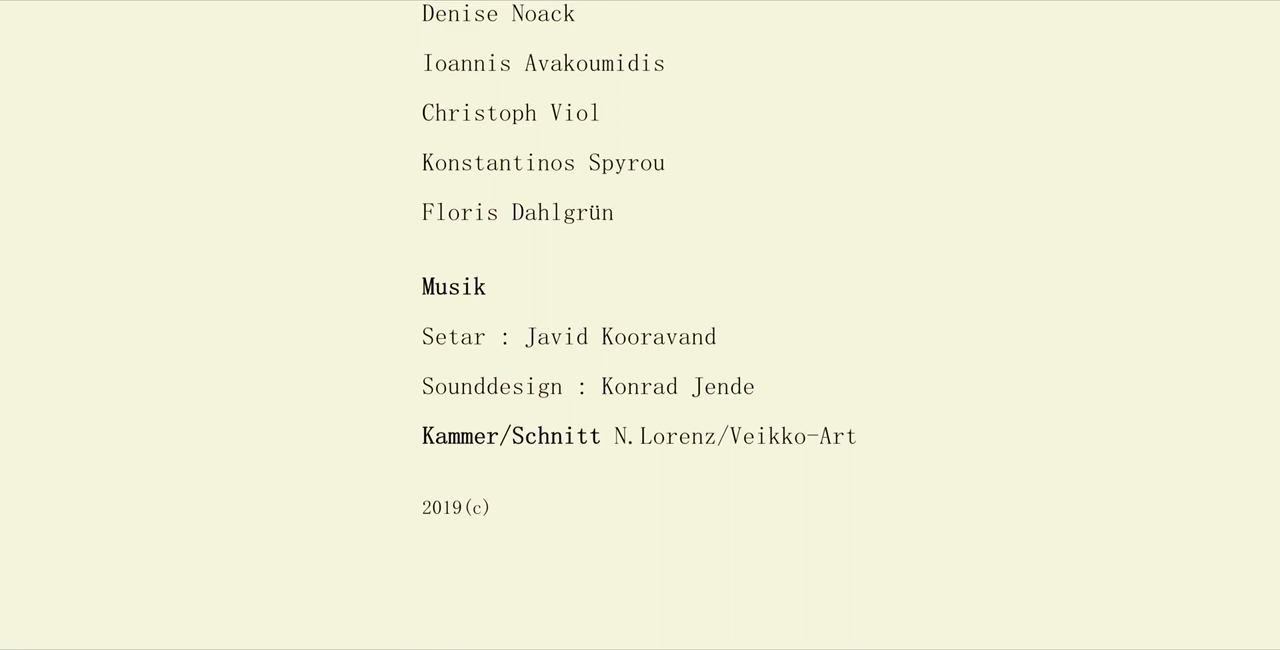 Denise Noack
Ioannis Avakoumidis
Christoph Viol
Konstantinos Spyrou
Floris Dahlgrün
Musik
Setar : Javid Kooravand
Sounddesign : Konrad Jende
Kammer/Schnitt N.Lorenz/Veikko-Art
2019(c)